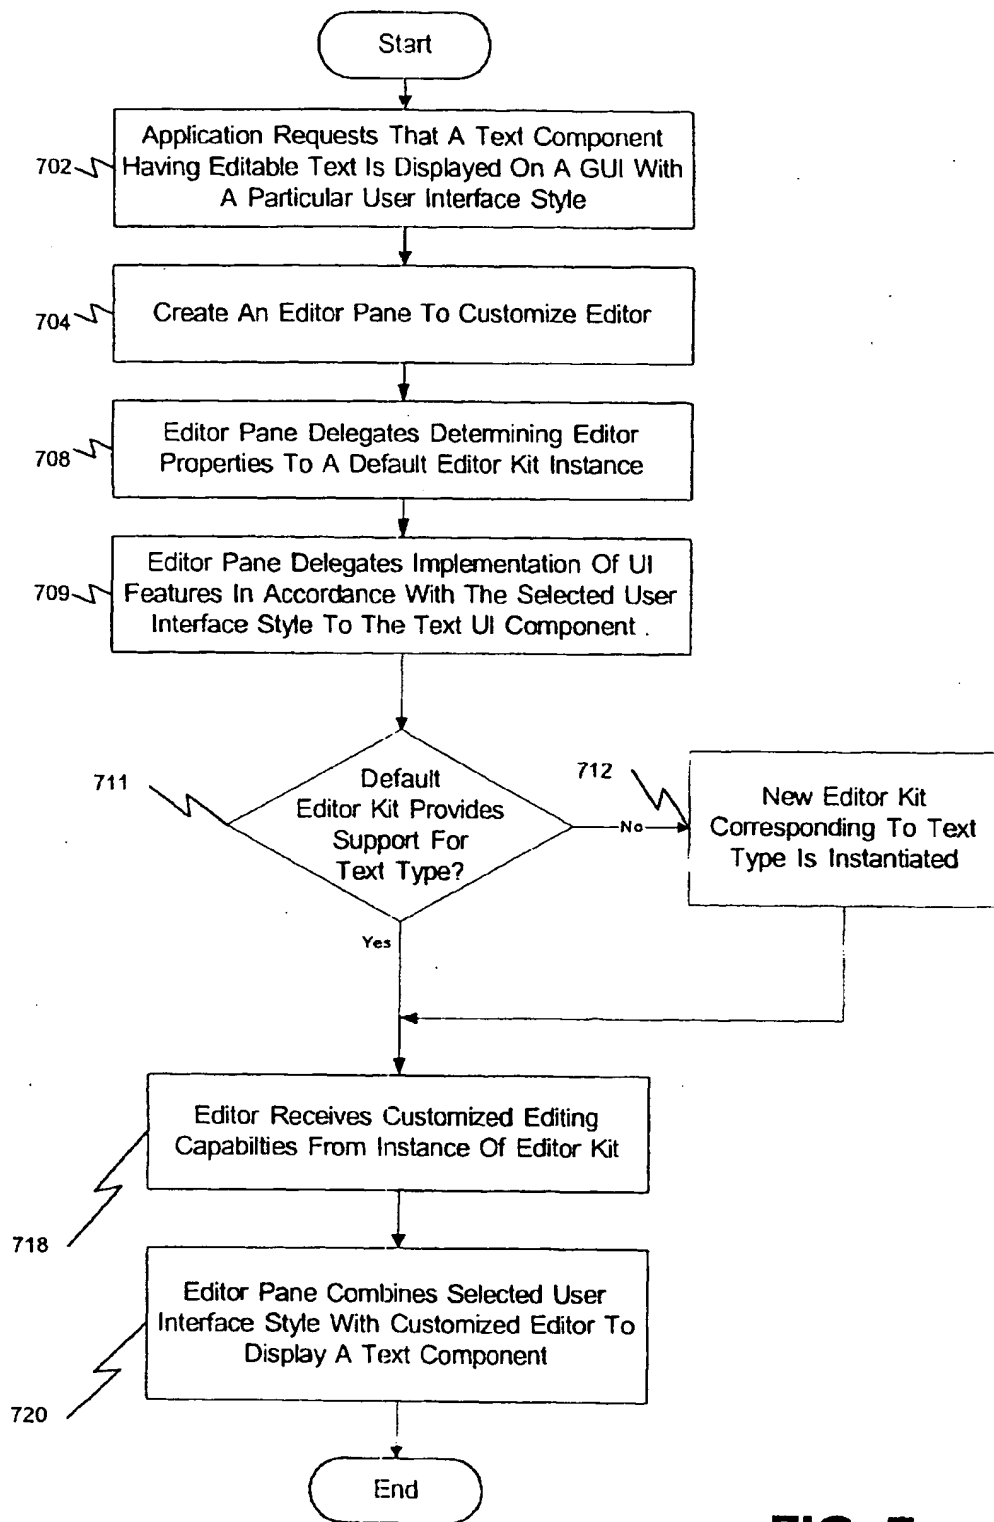 Start
Application Requests That A Text Component
Having Editable Text Is Displayed On A GUI With
A Particular User Interface Style
702
Create An Editor Pane To Customize Editor
704
Editor Pane Delegates Determining Editor
Properties To A Default Editor Kit Instance
708
Editor Pane Delegates Implementation Of UI
Features In Accordance With The Selected User
Interface Style To The Text UI Component .
709
711
Default
Editor Kit Provides
Support For
Text Type?
No
712
New Editor Kit
Corresponding To Text
Type Is Instantiated
Yes
Editor Receives Customized Editing
Capabilties From Instance Of Editor Kit
718
Editor Pane Combines Selected User
Interface Style With Customized Editor To
Display A Text Component
720
End